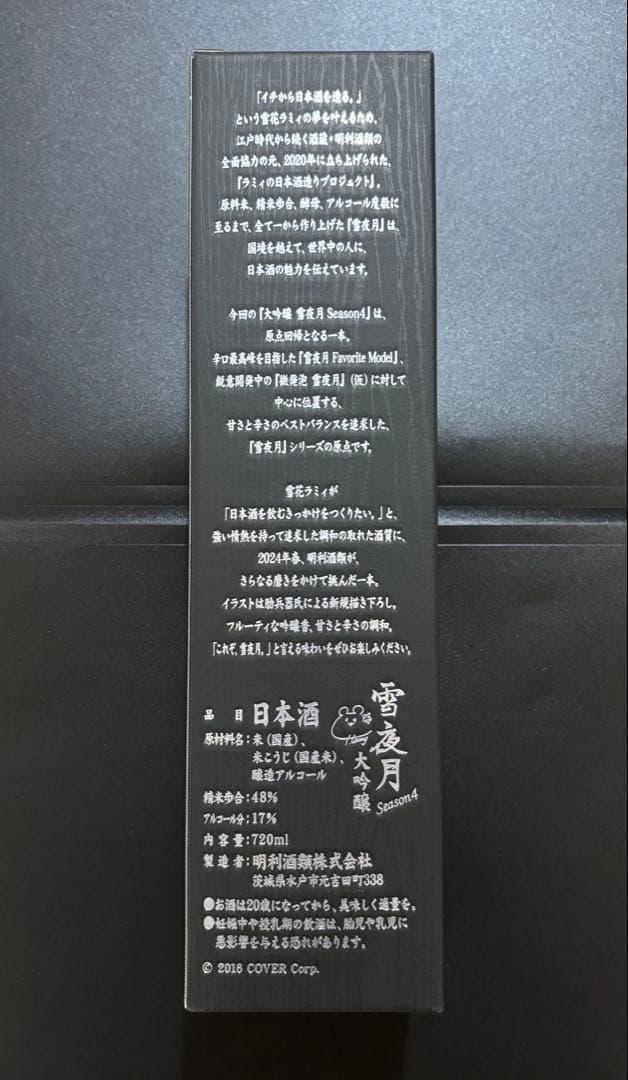 「イチから日本酒を造る。」
という雪花ラミィの夢を叶えるため、
江戸時代から続く酒蔵・明利酒類の
全面協力の元、2020年に立ち上げられた、
『ラミィの日本酒造りプロジェクト』。
原料米、精米歩合、酵母、アルコール度数に
至るまで、全て一から作り上げた『雪夜月』は、
国境を越えて、世界中の人に、
日本酒の魅力を伝えています。
今回の『大吟醸 雪夜月 Season4』は、
原点回帰となる一本。
辛口最高峰を目指した『雪夜月 Favorite Model』、
鋭意開発中の『微発泡 雪夜月』(仮)に対して
中心に位置する、
甘さと辛さのベストバランスを追求した、
『雪夜月』シリーズの原点です。
雪花ラミィが
「日本酒を飲むきっかけをつくりたい。」と、
強い情熱を持って追求した調和の取れた酒質に、
2024年春、明利酒類が、
さらなる磨きをかけて挑んだ一本。
イラストは助兵器氏による新規描き下ろし。
フルーティな吟醸香、甘さと辛さの調和。
「これぞ、雪夜月。」と言える味わいをぜひお楽しみください。
雪夜月
大吟醸
Season4
品目 日本酒
原材料名:米(国産)、
米こうじ(国産米)、
醸造アルコール
精米歩合:48%
アルコール分:17%
内容量:720ml
製造者:明利酒類株式会社
茨城県水戸市元吉田町338
●お酒は20歳になってから、美味しく適量を。
●妊娠中や授乳期の飲酒は、胎児や乳児に
悪影響を与える恐れがあります。
© 2016 COVER Corp.